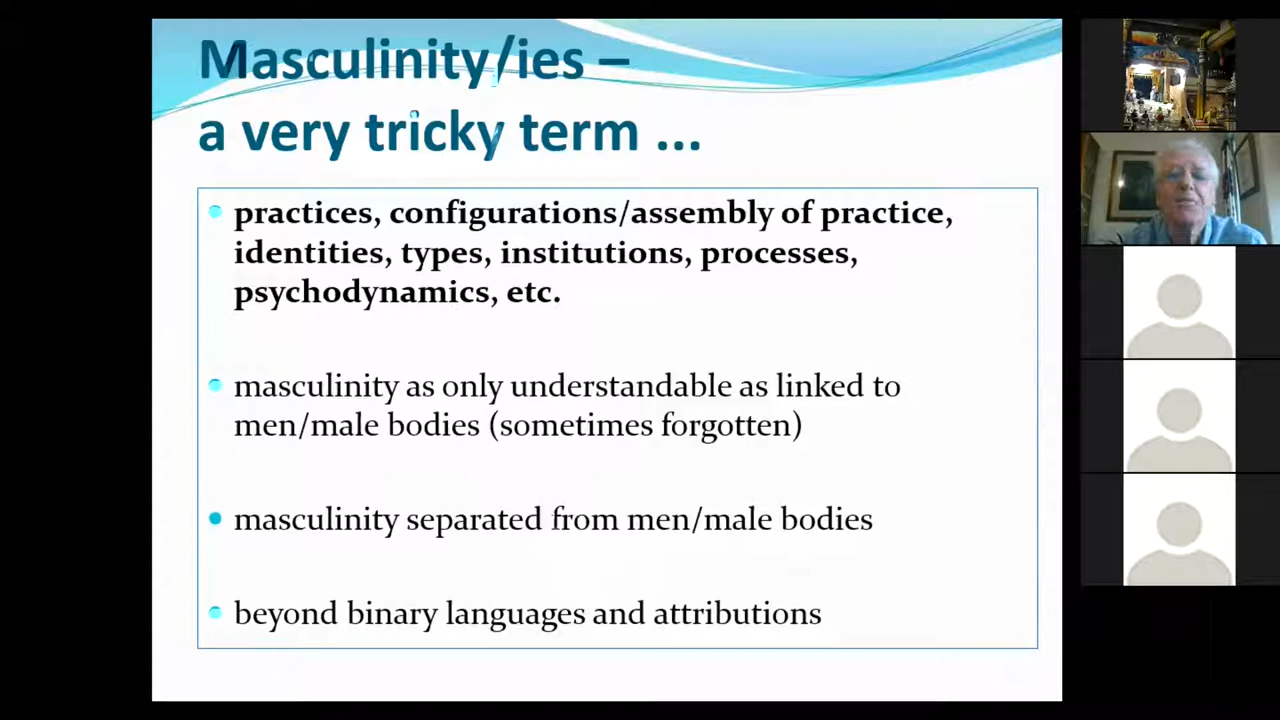 Masculinity/ies –
a very tricky term ...
practices, configurations/assembly of practice,
identities, types, institutions, processes,
psychodynamics, etc.
masculinity as only understandable as linked to
men/male bodies (sometimes forgotten)
masculinity separated from men/male bodies
beyond binary languages and attributions